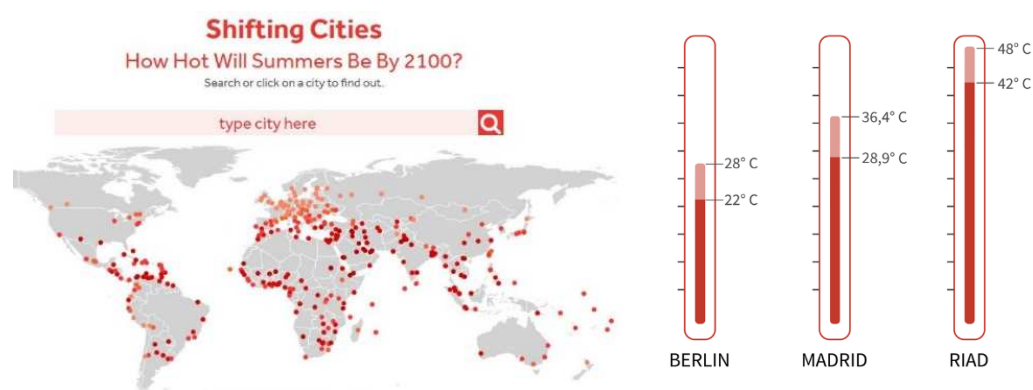 Shifting Cities
How Hot Will Summers Be By 2100?
Search or click on a city to find out.
type city here
28° C
22° C
BERLIN
36,4° C
28,9° C
MADRID
48° C
42° C
RIAD